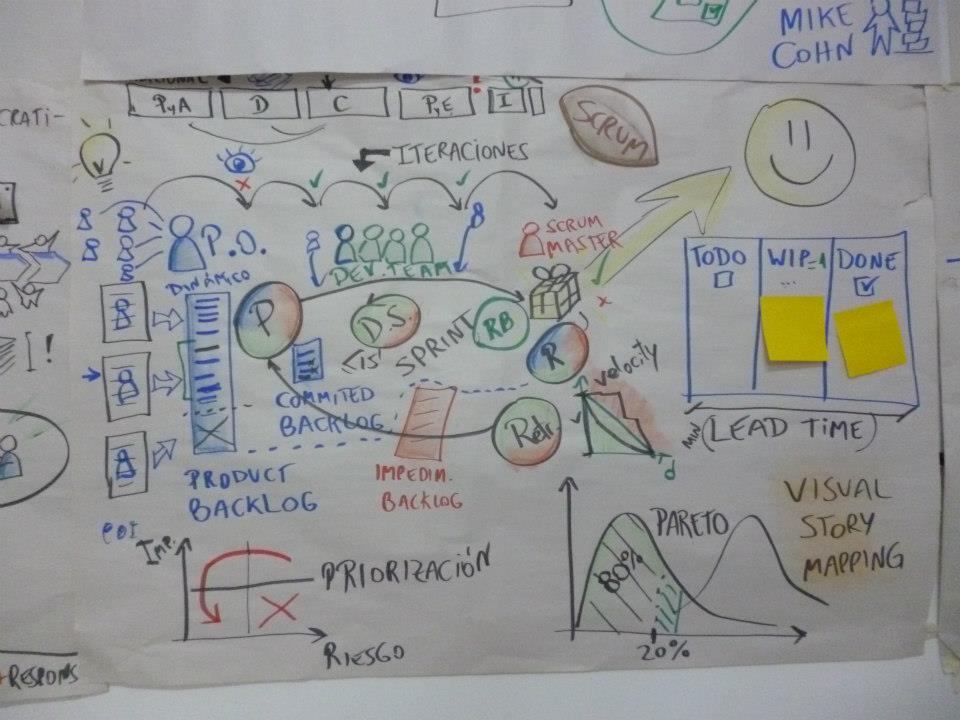 MIKE
COHN
PyA
D
C
PyE
I
CRATI-
SCRUM
ITERACIONES
P.O.
DINÁMICO
DEV. TEAM
SCRUM
MASTER
TODO
WIP=1
...
DONE
P
D.S.
<15'
SPRINT
RB
R
velocity
COMMITED
BACKLOG
Retr
[!
MIN (LEAD TIME)
PRODUCT
BACKLOG
IMPEDIM.
BACKLOG
VISUAL
STORY
MAPPING
PARETO
80%
20%
Imp.
PRIORIZACIÓN
RIESGO
+RESPONS